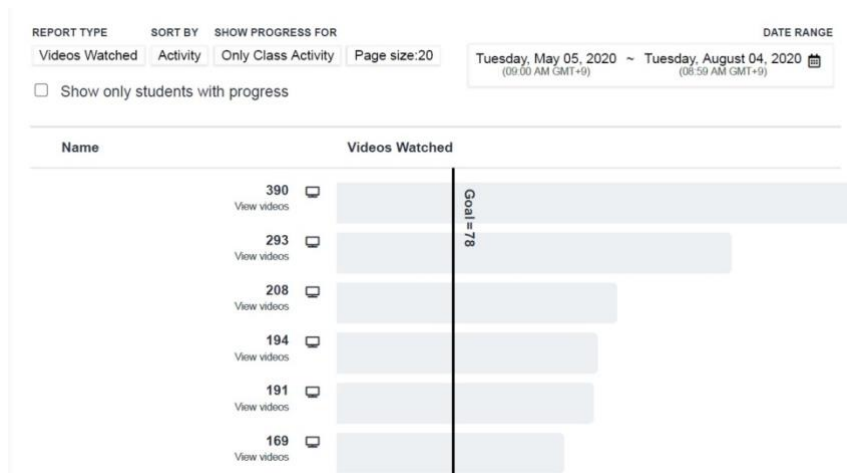 REPORT TYPE SORT BY SHOW PROGRESS FOR DATE RANGE
Videos Watched Activity Only Class Activity Page size:20 Tuesday, May 05, 2020 ~ Tuesday, August 04, 2020
(09:00 AM GMT+9) (08:59 AM GMT+9)
Show only students with progress
Name Videos Watched
390
View videos
Goal = 78
293
View videos
208
View videos
194
View videos
191
View videos
169
View videos